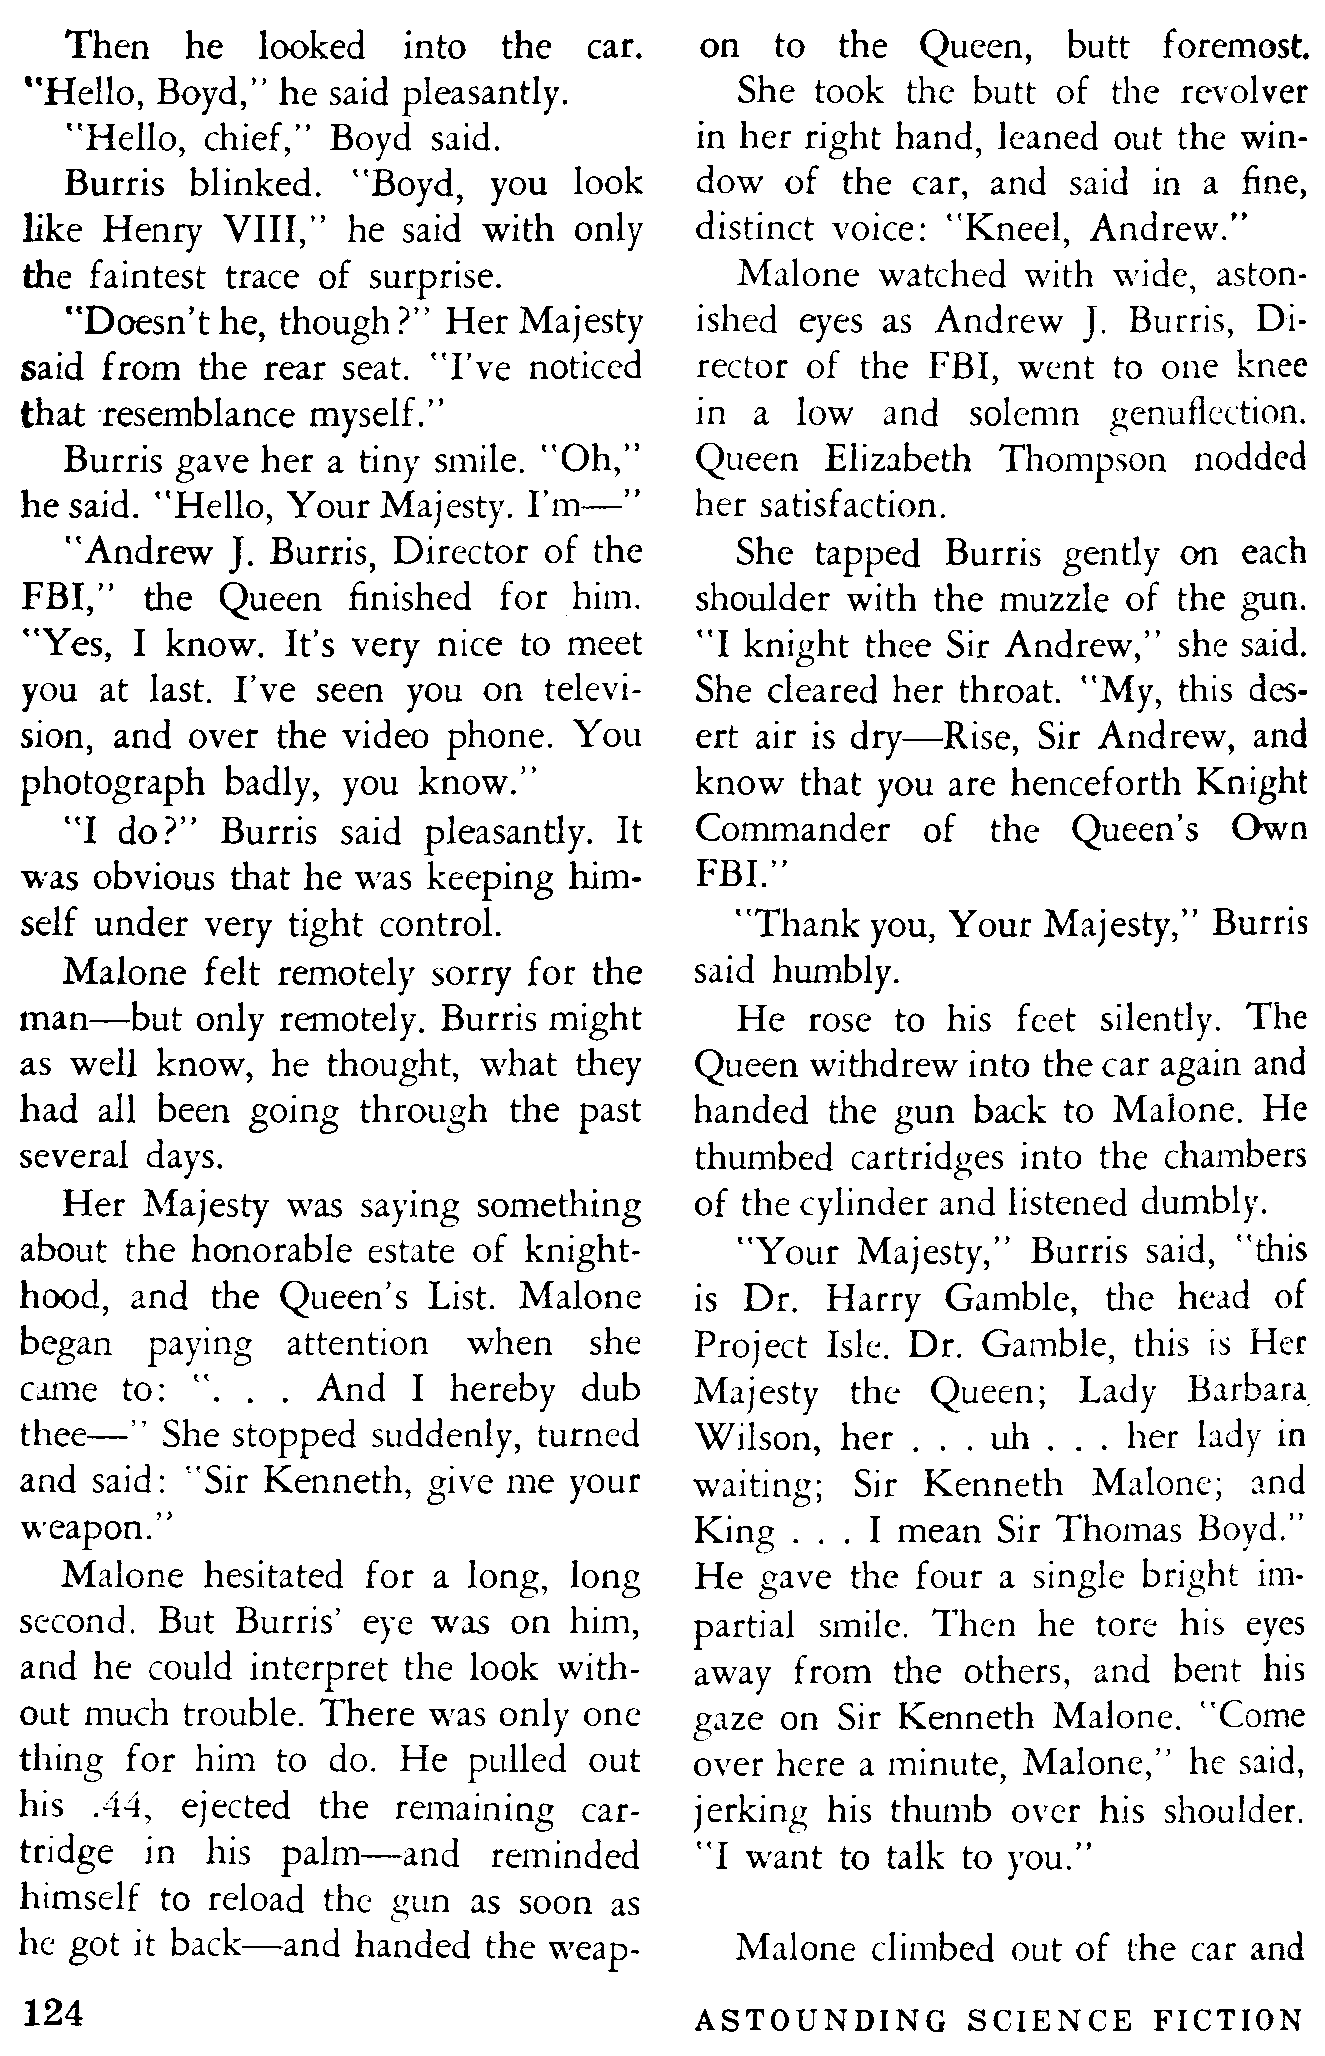 Then he looked into the car.
"Hello, Boyd," he said pleasantly.
"Hello, chief," Boyd said.
Burris blinked. "Boyd, you look
like Henry VIII," he said with only
the faintest trace of surprise.
"Doesn't he, though?" Her Majesty
said from the rear seat. "I've noticed
that resemblance myself."
Burris gave her a tiny smile. "Oh,"
he said. "Hello, Your Majesty. I'm—"
"Andrew J. Burris, Director of the
FBI," the Queen finished for him.
"Yes, I know. It's very nice to meet
you at last. I've seen you on televi-
sion, and over the video phone. You
photograph badly, you know."
"I do?" Burris said pleasantly. It
was obvious that he was keeping him-
self under very tight control.
Malone felt remotely sorry for the
man—but only remotely. Burris might
as well know, he thought, what they
had all been going through the past
several days.
Her Majesty was saying something
about the honorable estate of knight-
hood, and the Queen's List. Malone
began paying attention when she
came to: ". . . And I hereby dub
thee—" She stopped suddenly, turned
and said: "Sir Kenneth, give me your
weapon."
Malone hesitated for a long, long
second. But Burris' eye was on him,
and he could interpret the look with-
out much trouble. There was only one
thing for him to do. He pulled out
his .44, ejected the remaining car-
tridge in his palm—and reminded
himself to reload the gun as soon as
he got it back—and handed the weap-
on to the Queen, butt foremost.
She took the butt of the revolver
in her right hand, leaned out the win-
dow of the car, and said in a fine,
distinct voice: "Kneel, Andrew."
Malone watched with wide, aston-
ished eyes as Andrew J. Burris, Di-
rector of the FBI, went to one knee
in a low and solemn genuflection.
Queen Elizabeth Thompson nodded
her satisfaction.
She tapped Burris gently on each
shoulder with the muzzle of the gun.
"I knight thee Sir Andrew," she said.
She cleared her throat. "My, this des-
ert air is dry—Rise, Sir Andrew, and
know that you are henceforth Knight
Commander of the Queen's Own
FBI."
"Thank you, Your Majesty," Burris
said humbly.
He rose to his feet silently. The
Queen withdrew into the car again and
handed the gun back to Malone. He
thumbed cartridges into the chambers
of the cylinder and listened dumbly.
"Your Majesty," Burris said, "this
is Dr. Harry Gamble, the head of
Project Isle. Dr. Gamble, this is Her
Majesty the Queen; Lady Barbara
Wilson, her . . . uh . . . her lady in
waiting; Sir Kenneth Malone; and
King . . . I mean Sir Thomas Boyd."
He gave the four a single bright im-
partial smile. Then he tore his eyes
away from the others, and bent his
gaze on Sir Kenneth Malone. "Come
over here a minute, Malone," he said,
jerking his thumb over his shoulder.
"I want to talk to you."
Malone climbed out of the car and
124
ASTOUNDING SCIENCE FICTION